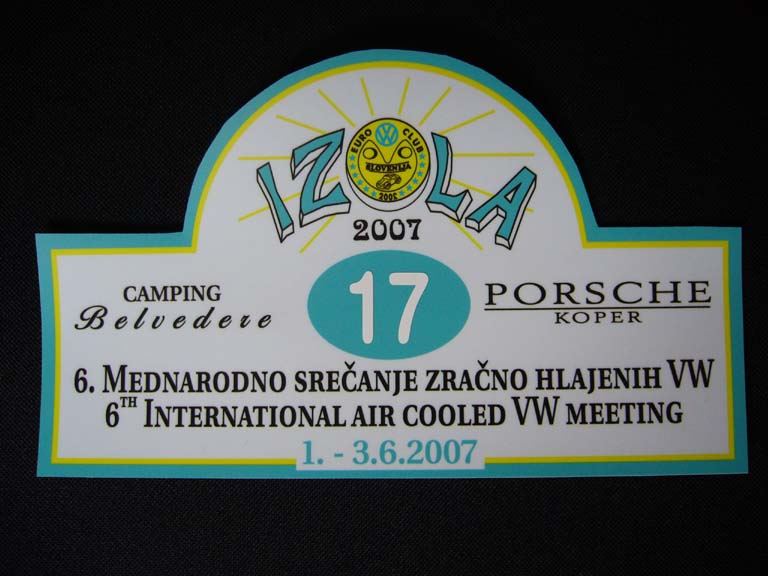 IZOLA
EURO CLUB
VW
SLOVENIJA
2002
2007
17
CAMPING
Belvedere
PORSCHE
KOPER
6. MEDNARODNO SREČANJE ZRAČNO HLAJENIH VW
6TH INTERNATIONAL AIR COOLED VW MEETING
1. - 3.6.2007